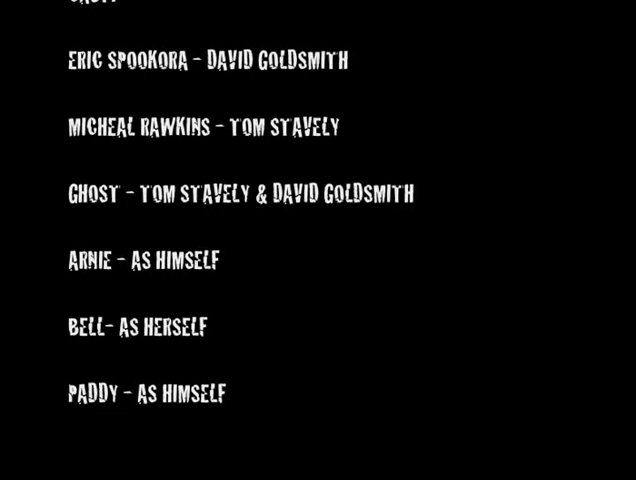 ERIC SPOOKORA - DAVID GOLDSMITH
MICHEAL RAWKINS - TOM STAVELY
GHOST - TOM STAVELY & DAVID GOLDSMITH
ARNIE - AS HIMSELF
BELL- AS HERSELF
PADDY - AS HIMSELF